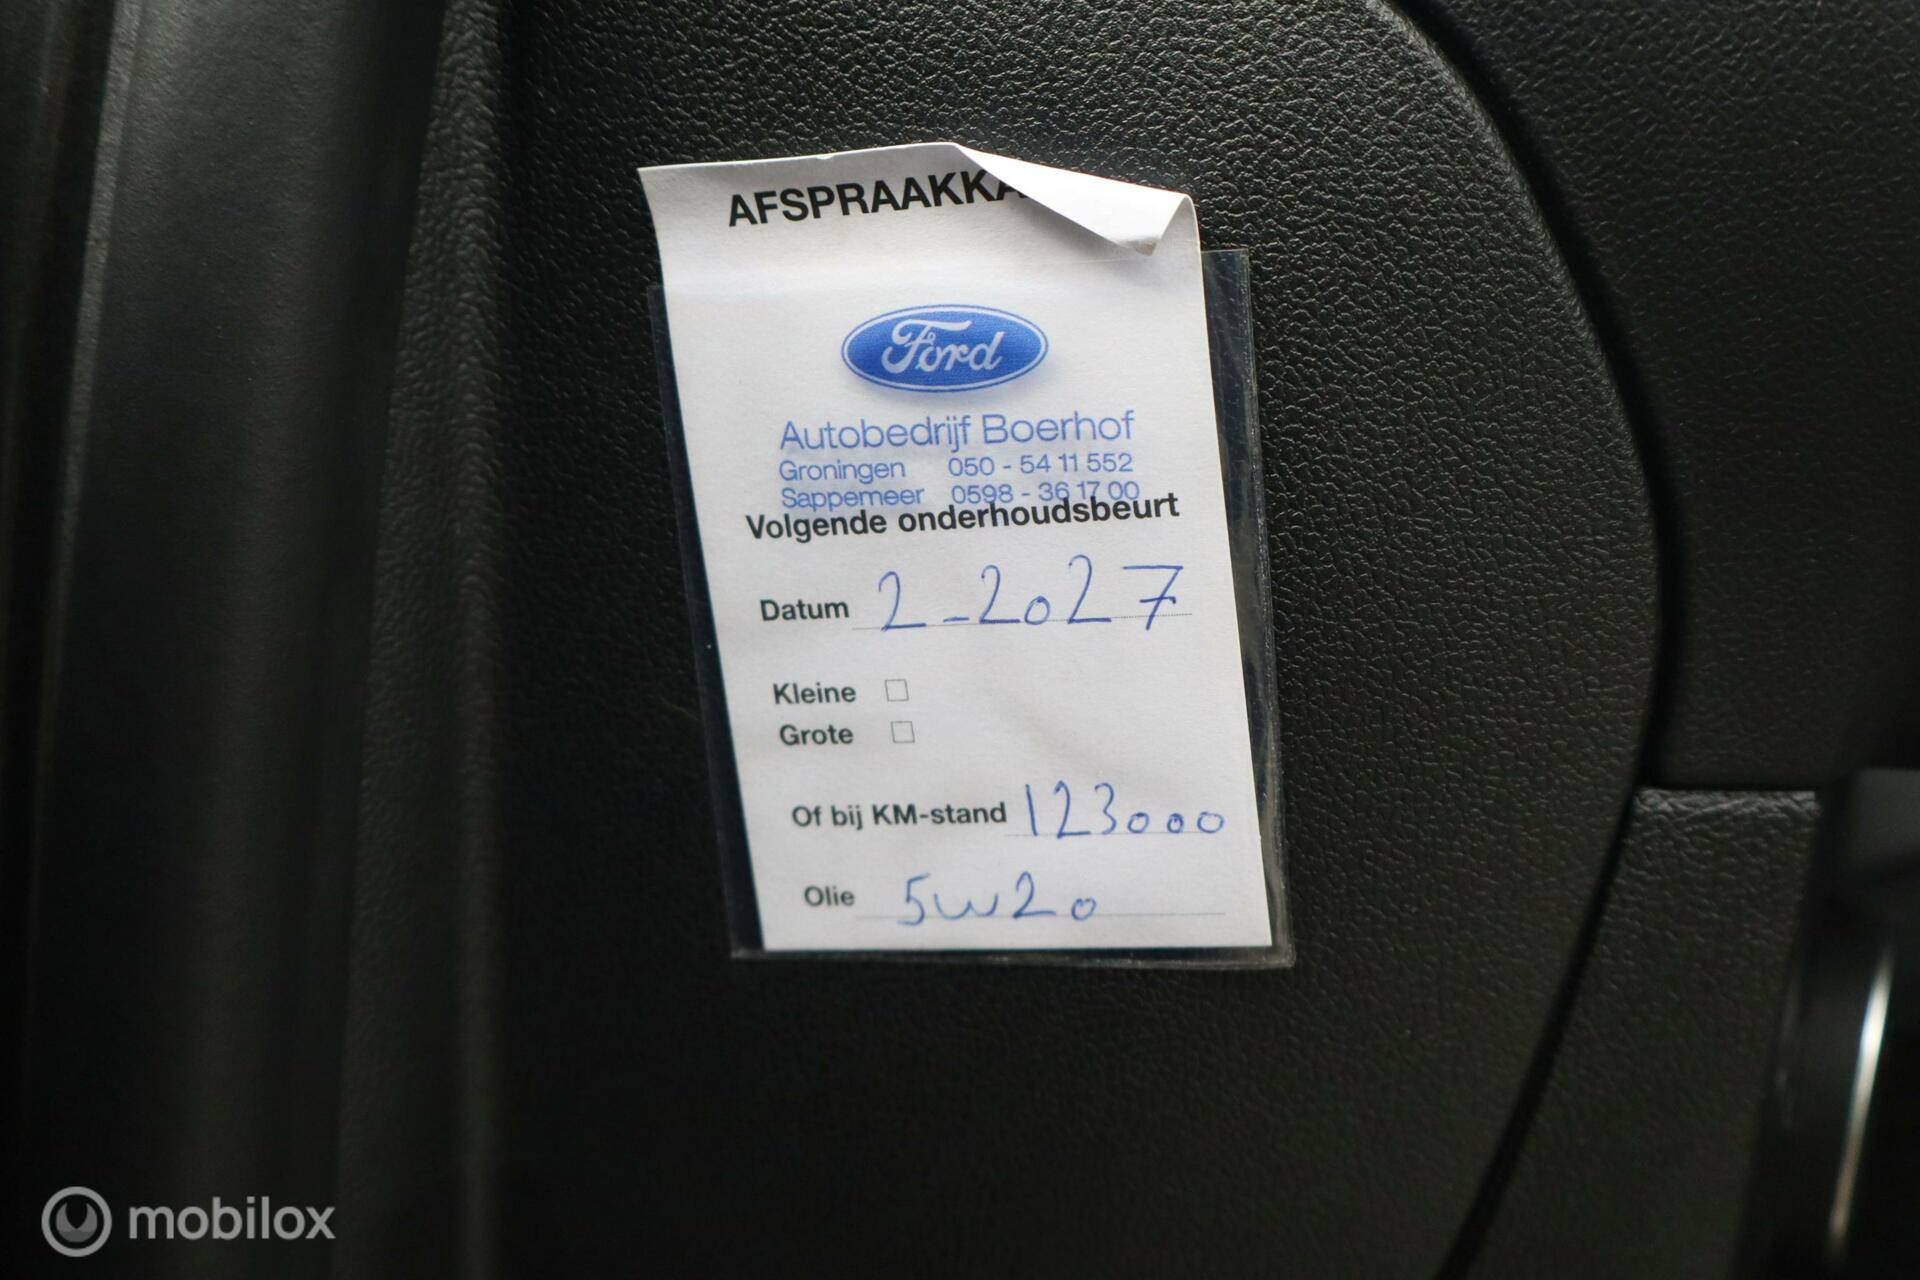 AFSPRAAKKA
Ford
Autobedrijf Boerhof
Groningen 050 - 54 11 552
Sappemeer 0598 - 36 17 00
Volgende onderhoudsbeurt
Datum 2-2027
Kleine
Grote
Of bij KM-stand 123000
Olie 5w20
mobilox